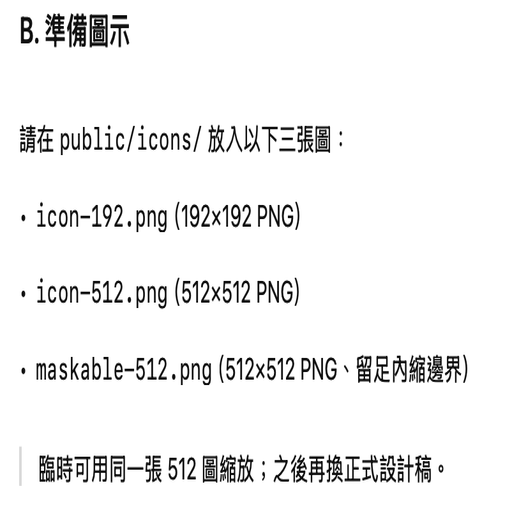 B. 準備圖示
請在 public/icons/ 放入以下三張圖：
• icon-192.png (192×192 PNG)
• icon-512.png (512×512 PNG)
• maskable-512.png (512×512 PNG、留足內縮邊界)
臨時可用同一張 512 圖縮放；之後再換正式設計稿。